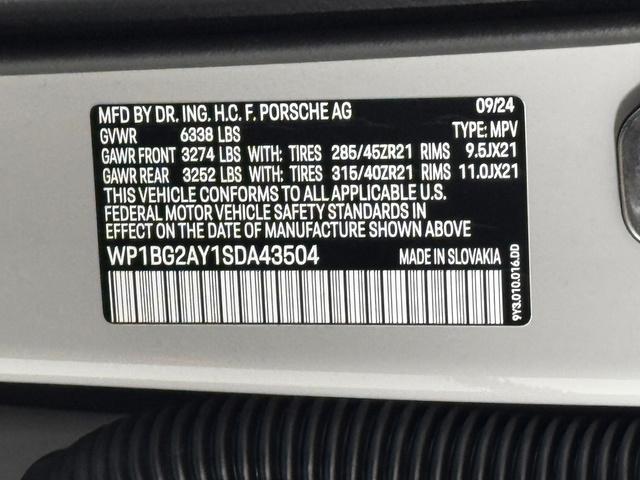 MFD BY DR. ING. H.C. F. PORSCHE AG 09/24
GVWR 6338 LBS TYPE: MPV
GAWR FRONT 3274 LBS WITH: TIRES 285/45ZR21 RIMS 9.5JX21
GAWR REAR 3252 LBS WITH: TIRES 315/40ZR21 RIMS 11.0JX21
THIS VEHICLE CONFORMS TO ALL APPLICABLE U.S.
FEDERAL MOTOR VEHICLE SAFETY STANDARDS IN
EFFECT ON THE DATE OF MANUFACTURE SHOWN ABOVE.
WP1BG2AY1SDA43504 MADE IN SLOVAKIA
9Y3.010.016.DD